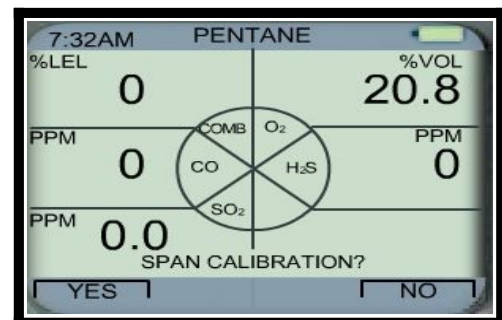 7:32AM PENTANE
%LEL %VOL
0 20.8
COMB O₂
PPM PPM
0 CO H₂S 0
SO₂
PPM 0.0
SPAN CALIBRATION?
YES NO